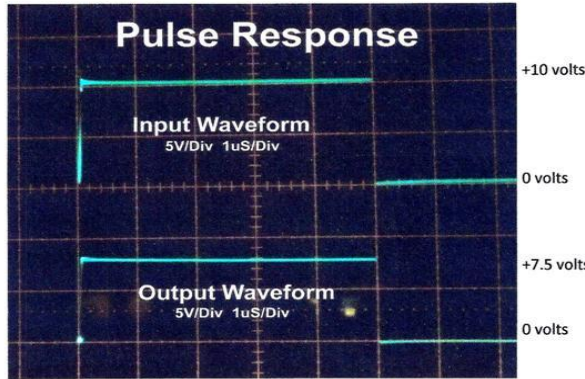 Pulse Response
+10 volts
Input Waveform
5V/Div 1uS/Div
0 volts
+7.5 volts
Output Waveform
5V/Div 1uS/Div
0 volts